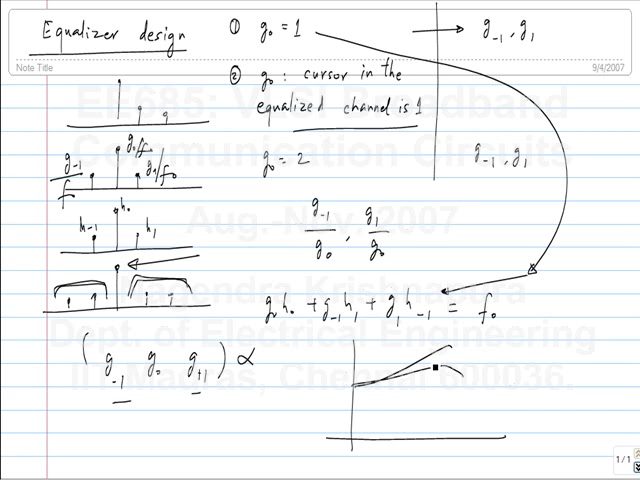 Equalizer design
① g₀ = 1 → g₋₁, g₁
Note Title
9/4/2007
② g₀ : cursor in the
equalized channel is 1
EE685: VLSI Broadband
Communication Circuits
g₀/f₀
g₋₁/f
g₁/f₀
g₀ = 2
g₋₁, g₁
h₀
h₋₁
h₁
g₋₁/g₀, g₁/g₀
Aug.-Nov. 2007
Nagendra Krishnapura
g₀h₀ + g₋₁h₁ + g₁h₋₁ = f₀
Dept. of Electrical Engineering
(g₋₁ g₀ g₊₁) α
IIT Madras, Chennai 600036.
1/1